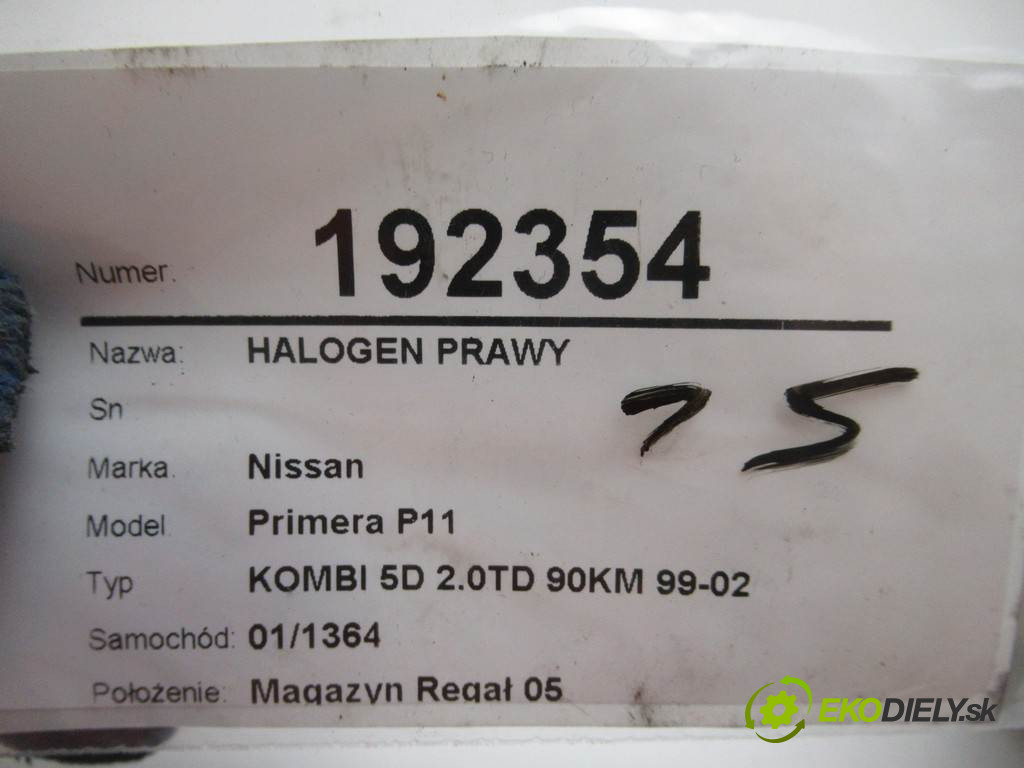 Numer. 192354
Nazwa: HALOGEN PRAWY
Sn
15
Marka. Nissan
Model. Primera P11
Typ KOMBI 5D 2.0TD 90KM 99-02
Samochód: 01/1364
Położenie: Magazyn Regał 05
EKODIELY.sk